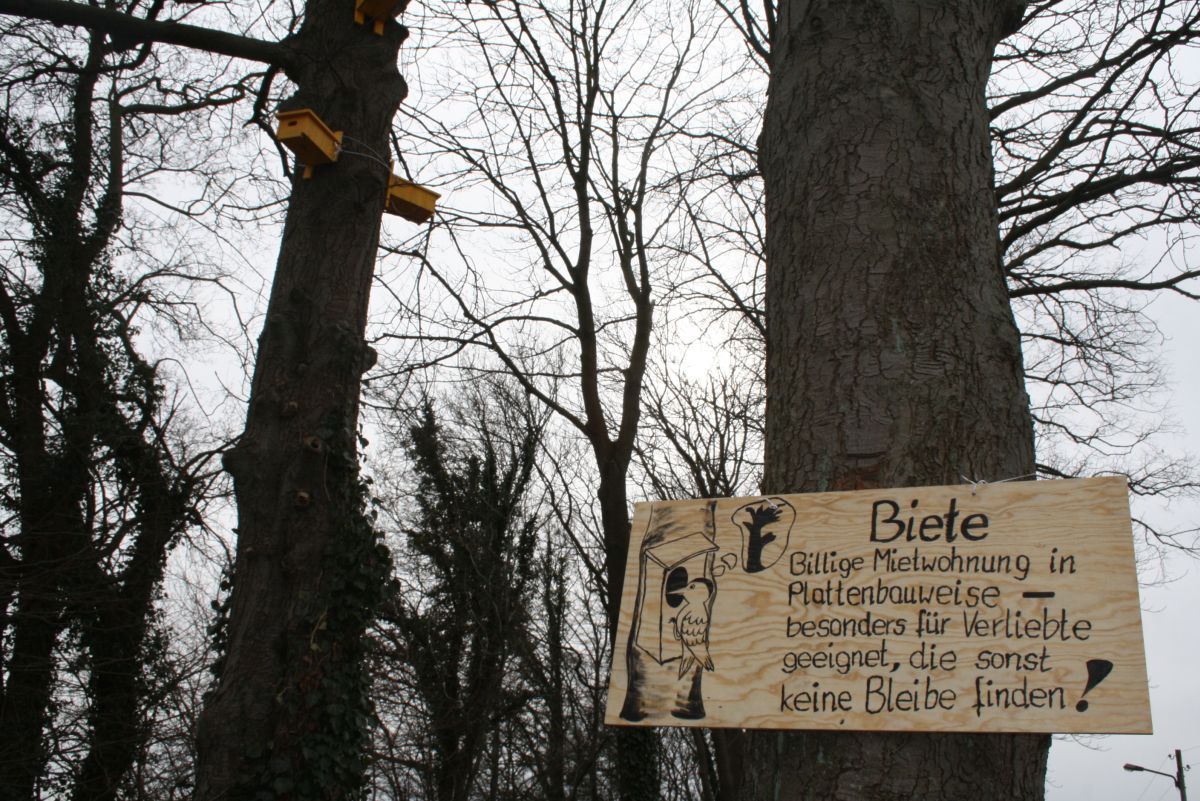 Biete
Billige Mietwohnung in
Plattenbauweise –
besonders für Verliebte
geeignet, die sonst
keine Bleibe finden!